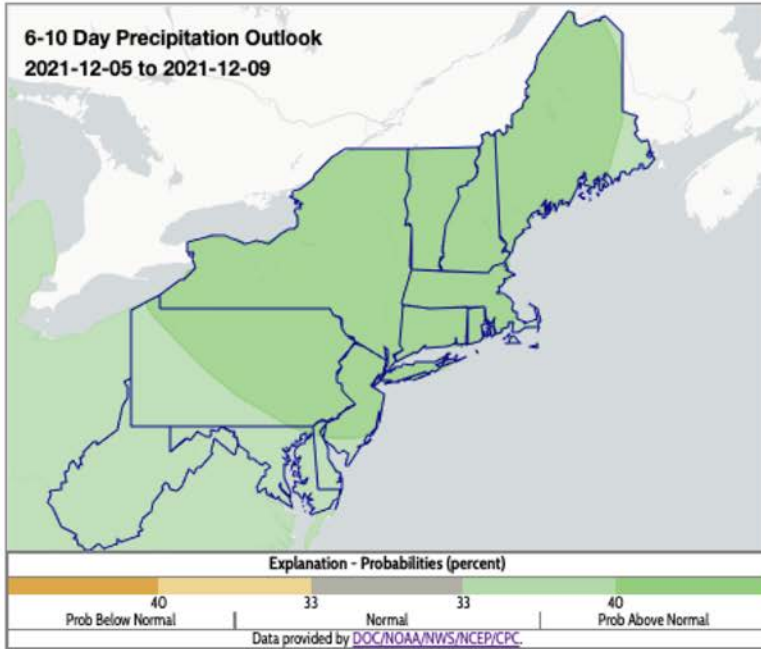 6-10 Day Precipitation Outlook
2021-12-05 to 2021-12-09
Explanation - Probabilities (percent)
40 33 33 40
Prob Below Normal | Normal | Prob Above Normal
Data provided by DOC/NOAA/NWS/NCEP/CPC.